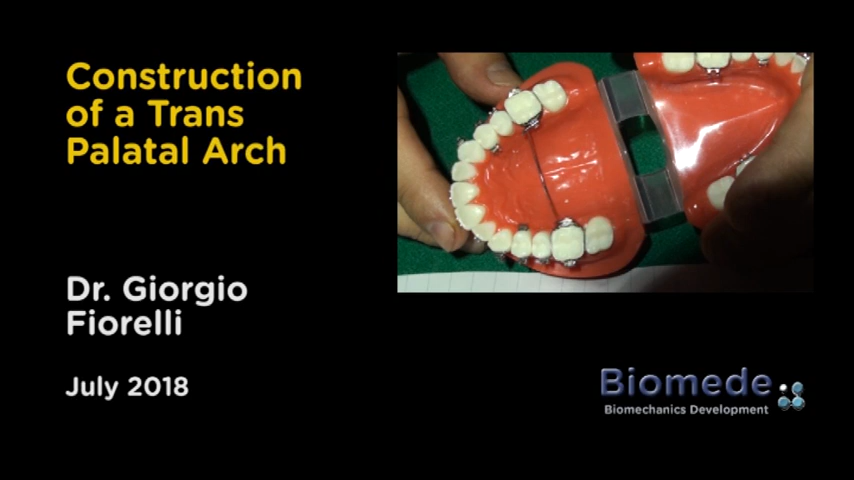 Construction
of a Trans
Palatal Arch
Dr. Giorgio
Fiorelli
July 2018
Biomede
Biomechanics Development